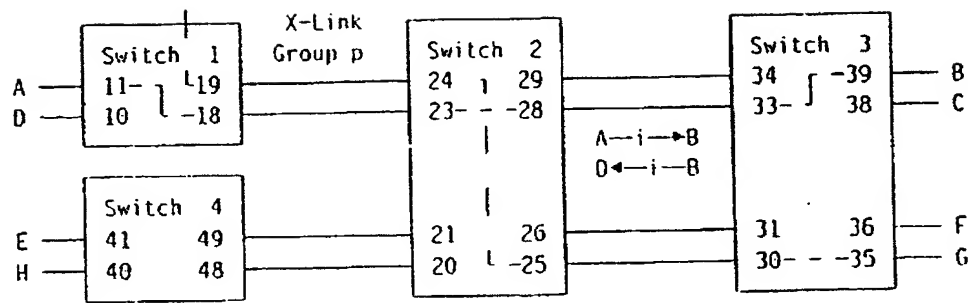 X-Link
Group p
Switch 1
11- 19
10 -18
A
D
Switch 2
24 29
23- -28
21 26
20 -25
A—i→B
D←i—B
Switch 3
34 -39
33- 38
31 36
30- - -35
B
C
F
G
Switch 4
41 49
40 48
E
H